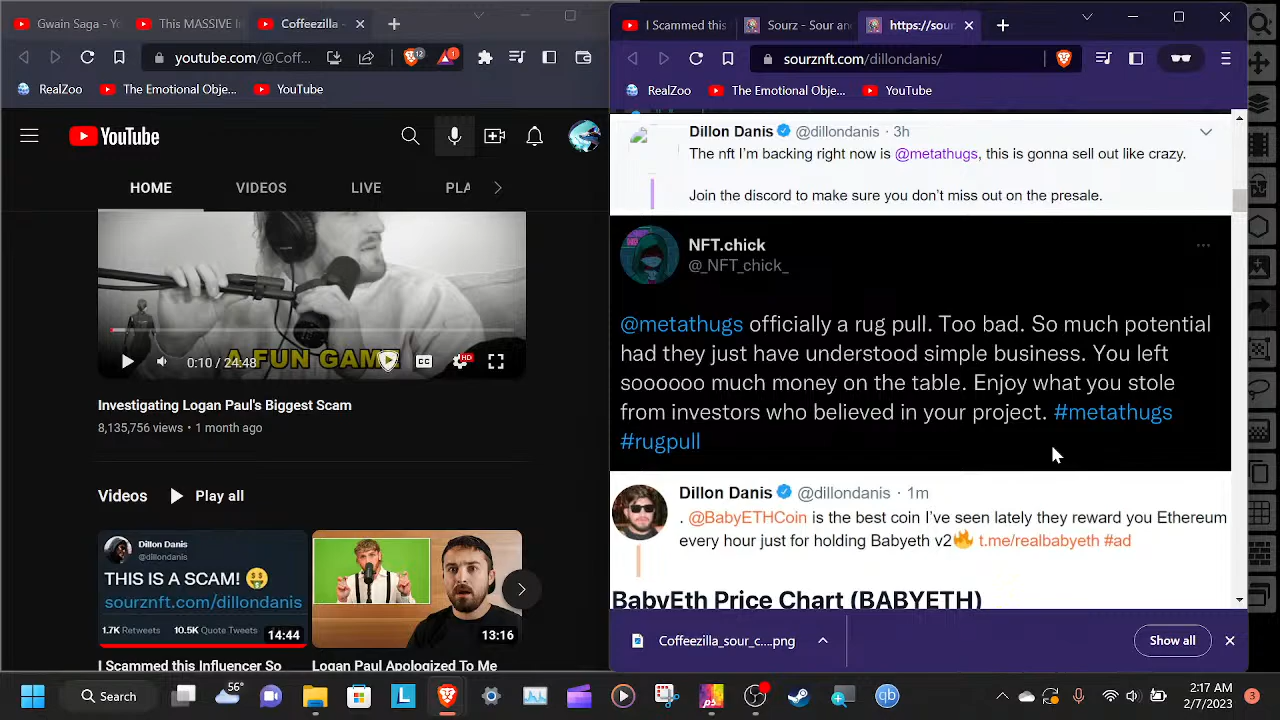 Gwain Saga - Y
This MASSIVE I
Coffeezilla -
youtube.com/@Coff...
12
1
RealZoo
The Emotional Obje...
YouTube
YouTube
HOME
VIDEOS
LIVE
PLA
0:10 / 24:48
A FUN GAME
CC
HD
Investigating Logan Paul's Biggest Scam
8,135,756 views • 1 month ago
Videos
Play all
Dillon Danis
@dillondanis
THIS IS A SCAM!
sourznft.com/dillondanis
1.7K Retweets 10.5K Quote Tweets
14:44
13:16
I Scammed this Influencer So
Logan Paul Apologized To Me
I Scammed this
Sourz - Sour an
https://sour
sourznft.com/dillondanis/
RealZoo
The Emotional Obje...
YouTube
Dillon Danis @dillondanis · 3h
The nft I'm backing right now is @metathugs, this is gonna sell out like crazy.
Join the discord to make sure you don't miss out on the presale.
NFT.chick
@_NFT_chick_
@metathugs officially a rug pull. Too bad. So much potential
had they just have understood simple business. You left
soooooo much money on the table. Enjoy what you stole
from investors who believed in your project. #metathugs
#rugpull
Dillon Danis @dillondanis · 1m
. @BabyETHCoin is the best coin I've seen lately they reward you Ethereum
every hour just for holding Babyeth v2🔥 t.me/realbabyeth #ad
BabyEth Price Chart (BABYETH)
Coffeezilla_sour_c....png
Show all
Search
56°
L
ps
qb
2:17 AM
2/7/2023
3